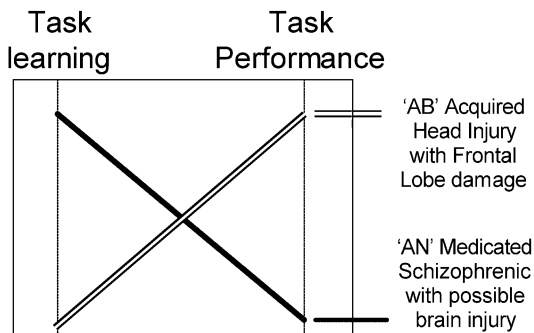 Task learning
Task Performance
‘AB’ Acquired
Head Injury
with Frontal
Lobe damage
‘AN’ Medicated
Schizophrenic
with possible
brain injury